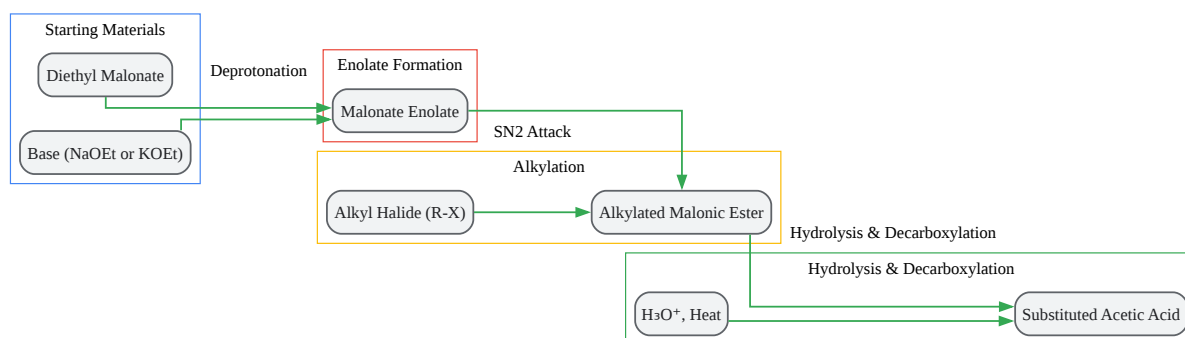 Starting Materials
Diethyl Malonate
Base (NaOEt or KOEt)
Deprotonation
Enolate Formation
Malonate Enolate
SN2 Attack
Alkylation
Alkyl Halide (R-X)
Alkylated Malonic Ester
Hydrolysis & Decarboxylation
Hydrolysis & Decarboxylation
H₃O⁺, Heat
Substituted Acetic Acid